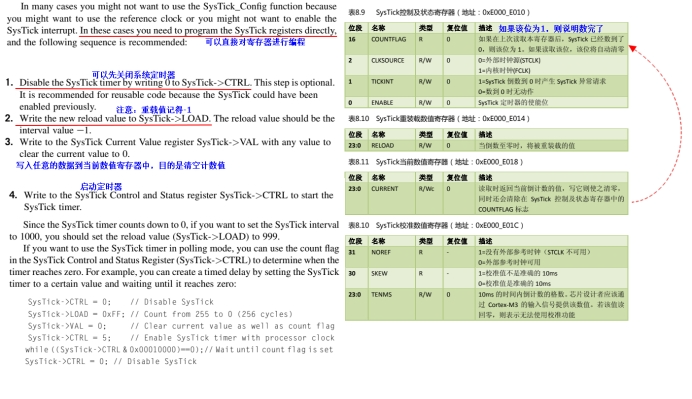 In many cases you might not want to use the SysTick_Config function because
you might want to use the reference clock or you might not want to enable the
SysTick interrupt. In these cases you need to program the SysTick registers directly,
and the following sequence is recommended:
可以直接对寄存器进行编程
可以先关闭系统定时器
1. Disable the SysTick timer by writing 0 to SysTick->CTRL. This step is optional.
It is recommended for reusable code because the SysTick could have been
enabled previously.
注意：重载值记得-1
2. Write the new reload value to SysTick->LOAD. The reload value should be the
interval value −1.
3. Write to the SysTick Current Value register SysTick->VAL with any value to
clear the current value to 0.
写入任意的数据到当前数值寄存器中，目的是清空计数值
启动定时器
4. Write to the SysTick Control and Status register SysTick->CTRL to start the
SysTick timer.
Since the SysTick timer counts down to 0, if you want to set the SysTick interval
to 1000, you should set the reload value (SysTick->LOAD) to 999.
If you want to use the SysTick timer in polling mode, you can use the count flag
in the SysTick Control and Status Register (SysTick->CTRL) to determine when the
timer reaches zero. For example, you can create a timed delay by setting the SysTick
timer to a certain value and waiting until it reaches zero:
SysTick->CTRL = 0; // Disable SysTick
SysTick->LOAD = 0xFF; // Count from 255 to 0 (256 cycles)
SysTick->VAL = 0; // Clear current value as well as count flag
SysTick->CTRL = 5; // Enable SysTick timer with processor clock
while ((SysTick->CTRL & 0x00010000)==0);// Wait until count flag is set
SysTick->CTRL = 0; // Disable SysTick
表8.9 SysTick控制及状态寄存器（地址：0xE000_E010）
位段 名称 类型 复位值 描述 如果该位为1，则说明数完了
16 COUNTFLAG R 0 如果在上次读取本寄存器后，SysTick 已经数到了
0，则该位为 1。如果读取该位，该位将自动清零
2 CLKSOURCE R/W 0 0=外部时钟源(STCLK)
1=内核时钟(FCLK)
1 TICKINT R/W 0 1=SysTick 倒数到 0 时产生 SysTick 异常请求
0=数到 0 时无动作
0 ENABLE R/W 0 SysTick 定时器的使能位
表8.10 SysTick重装载数值寄存器（地址：0xE000_E014）
位段 名称 类型 复位值 描述
23:0 RELOAD R/W 0 当倒数至零时，将被重装载的值
表8.11 SysTick当前数值寄存器（地址：0xE000_E018）
位段 名称 类型 复位值 描述
23:0 CURRENT R/Wc 0 读取时返回当前倒计数的值，写它则使之清零，
同时还会清除在 SysTick 控制及状态寄存器中的
COUNTFLAG 标志
表8.10 SysTick校准数值寄存器（地址：0xE000_E01C）
位段 名称 类型 复位值 描述
31 NOREF R - 1=没有外部参考时钟（STCLK 不可用）
0=外部参考时钟可用
30 SKEW R - 1=校准值不是准确的 10ms
0=校准值是准确的 10ms
23:0 TENMS R/W 0 10ms 的时间内倒计数的格数。芯片设计者应该通
过 Cortex-M3 的输入信号提供该数值。若该值读
回零，则表示无法使用校准功能